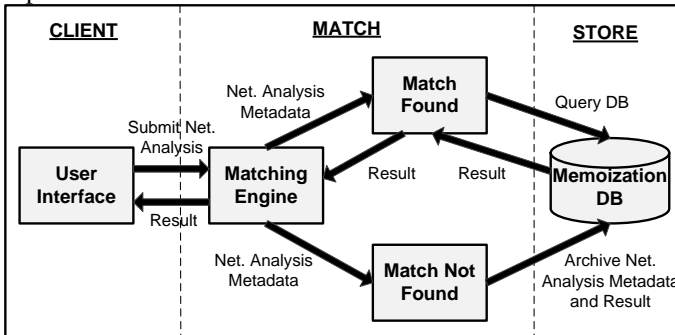 CLIENT
MATCH
STORE
Net. Analysis
Metadata
Match
Found
Query DB
Submit Net.
Analysis
User
Interface
Matching
Engine
Result
Result
Result
Memoization
DB
Net. Analysis
Metadata
Match Not
Found
Archive Net.
Analysis Metadata
and Result